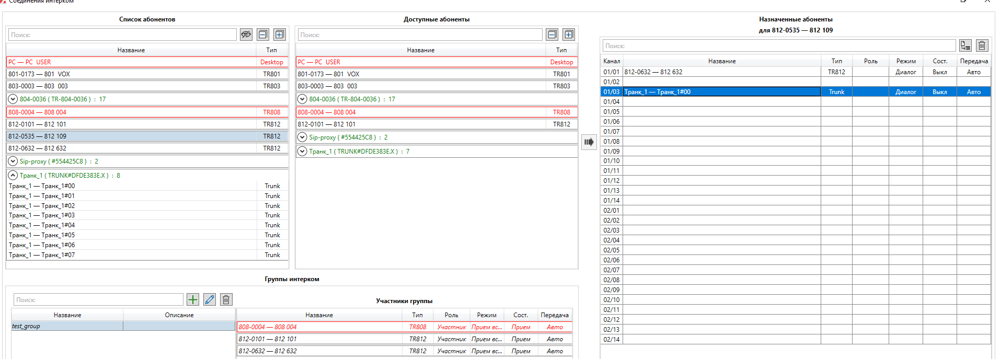 Соединения интерком
Список абонентов
Поиск:
Название Тип
PC — PC USER Desktop
801-0173 — 801 VOX TR801
803-0003 — 803 003 TR803
804-0036 ( TR-804-0036 ) : 17
808-0004 — 808 004 TR808
812-0101 — 812 101 TR812
812-0535 — 812 109 TR812
812-0632 — 812 632 TR812
Sip-proxy ( #554425C8 ) : 2
Транк_1 ( TRUNK#DFDE383E.X ) : 8
Транк_1 — Транк_1#00 Trunk
Транк_1 — Транк_1#01 Trunk
Транк_1 — Транк_1#02 Trunk
Транк_1 — Транк_1#03 Trunk
Транк_1 — Транк_1#04 Trunk
Транк_1 — Транк_1#05 Trunk
Транк_1 — Транк_1#06 Trunk
Транк_1 — Транк_1#07 Trunk
Доступные абоненты
Поиск:
Название Тип
PC — PC USER Desktop
801-0173 — 801 VOX TR801
803-0003 — 803 003 TR803
804-0036 ( TR-804-0036 ) : 17
808-0004 — 808 004 TR808
812-0101 — 812 101 TR812
Sip-proxy ( #554425C8 ) : 2
Транк_1 ( TRUNK#DFDE383E.X ) : 7
Назначенные абоненты
для 812-0535 — 812 109
Поиск:
Канал Название Тип Роль Режим Сост. Передача
01/01 812-0632 — 812 632 TR812 Диалог Выкл Авто
01/02
01/03 Транк_1 — Транк_1#00 Trunk Диалог Выкл Авто
01/04
01/05
01/06
01/07
01/08
01/09
01/10
01/11
01/12
01/13
01/14
02/01
02/02
02/03
02/04
02/05
02/06
02/07
02/08
02/09
02/10
02/11
02/12
02/13
02/14
Группы интерком
Поиск:
Название Описание
test_group
Участники группы
Название Тип Роль Режим Сост. Передача
808-0004 — 808 004 TR808 Участник Прием вс... Прием Авто
812-0101 — 812 101 TR812 Участник Прием вс... Прием Авто
812-0632 — 812 632 TR812 Участник Прием вс... Прием Авто